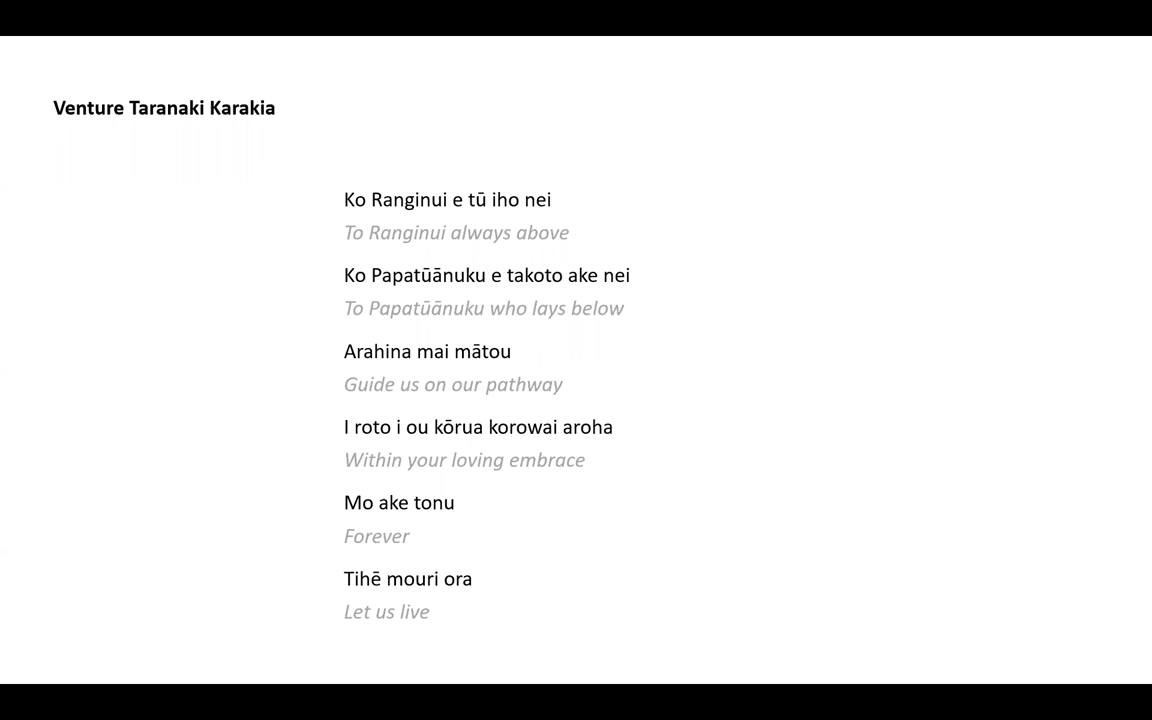 Venture Taranaki Karakia
Ko Ranginui e tū iho nei
To Ranginui always above
Ko Papatūānuku e takoto ake nei
To Papatūānuku who lays below
Arahina mai mātou
Guide us on our pathway
I roto i ou kōrua korowai aroha
Within your loving embrace
Mo ake tonu
Forever
Tihē mouri ora
Let us live